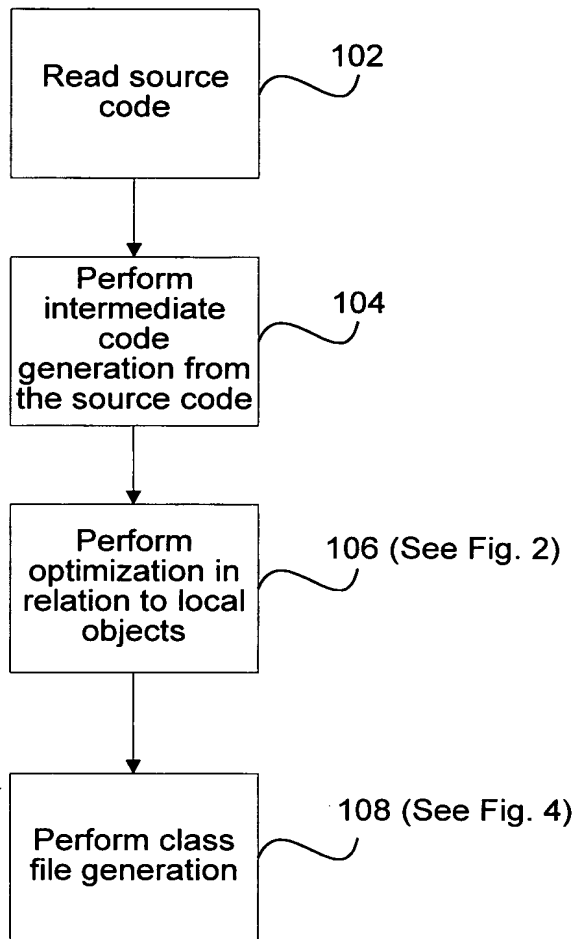 Read source
code
102
Perform
intermediate
code
generation from
the source code
104
Perform
optimization in
relation to local
objects
106 (See Fig. 2)
Perform class
file generation
108 (See Fig. 4)